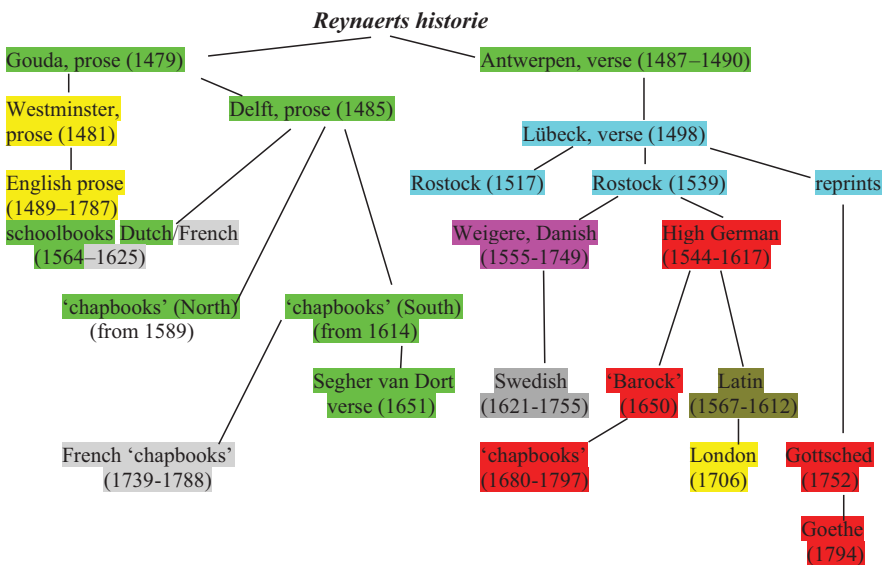 Reynaerts historie
Gouda, prose (1479)
Antwerpen, verse (1487–1490)
Westminster,
prose (1481)
Delft, prose (1485)
Lübeck, verse (1498)
English prose
(1489–1787)
Rostock (1517)
Rostock (1539)
reprints
schoolbooks Dutch/French
(1564–1625)
Weigere, Danish
(1555-1749)
High German
(1544-1617)
‘chapbooks’ (North)
(from 1589)
‘chapbooks’ (South)
(from 1614)
Segher van Dort
verse (1651)
Swedish
(1621-1755)
‘Barock’
(1650)
Latin
(1567-1612)
French ‘chapbooks’
(1739-1788)
‘chapbooks’
(1680-1797)
London
(1706)
Gottsched
(1752)
Goethe
(1794)